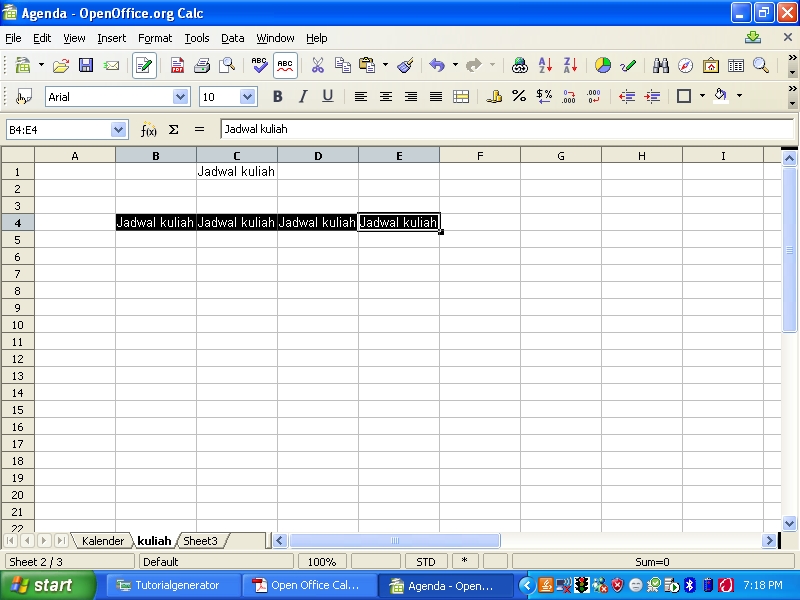 Agenda - OpenOffice.org Calc
File Edit View Insert Format Tools Data Window Help
ABC ABC
Arial 10 B I U
B4:E4 f(x) Σ = Jadwal kuliah
A B C D E F G H I
1 Jadwal kuliah
2
3
4 Jadwal kuliah Jadwal kuliah Jadwal kuliah Jadwal kuliah
5
6
7
8
9
10
11
12
13
14
15
16
17
18
19
20
21
22
Kalender kuliah Sheet3
Sheet 2 / 3 Default 100% STD * Sum=0
start Tutorialgenerator Open Office Cal... Agenda - Open... 7:18 PM